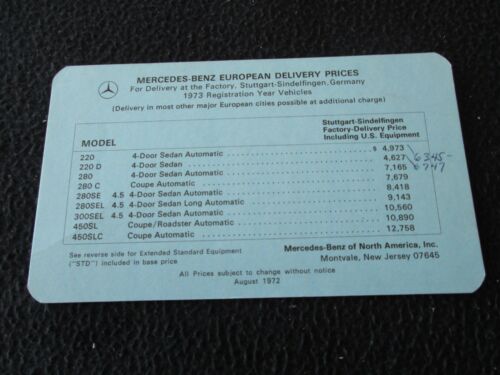 MERCEDES-BENZ EUROPEAN DELIVERY PRICES
For Delivery at the Factory, Stuttgart-Sindelfingen, Germany
1973 Registration Year Vehicles
(Delivery in most other major European cities possible at additional charge)
MODEL
Stuttgart-Sindelfingen
Factory-Delivery Price
Including U.S. Equipment
220 4-Door Sedan Automatic $ 4,973
220 D 4-Door Sedan 4,627 6345-
280 4-Door Sedan Automatic 7,165 6747
280 C Coupe Automatic 7,679
280SE 4.5 4-Door Sedan Automatic 8,418
280SEL 4.5 4-Door Sedan Long Automatic 9,143
300SEL 4.5 4-Door Sedan Automatic 10,560
450SL Coupe/Roadster Automatic 10,890
450SLC Coupe Automatic 12,758
See reverse side for Extended Standard Equipment
("STD") included in base price
Mercedes-Benz of North America, Inc.
Montvale, New Jersey 07645
All Prices subject to change without notice
August 1972